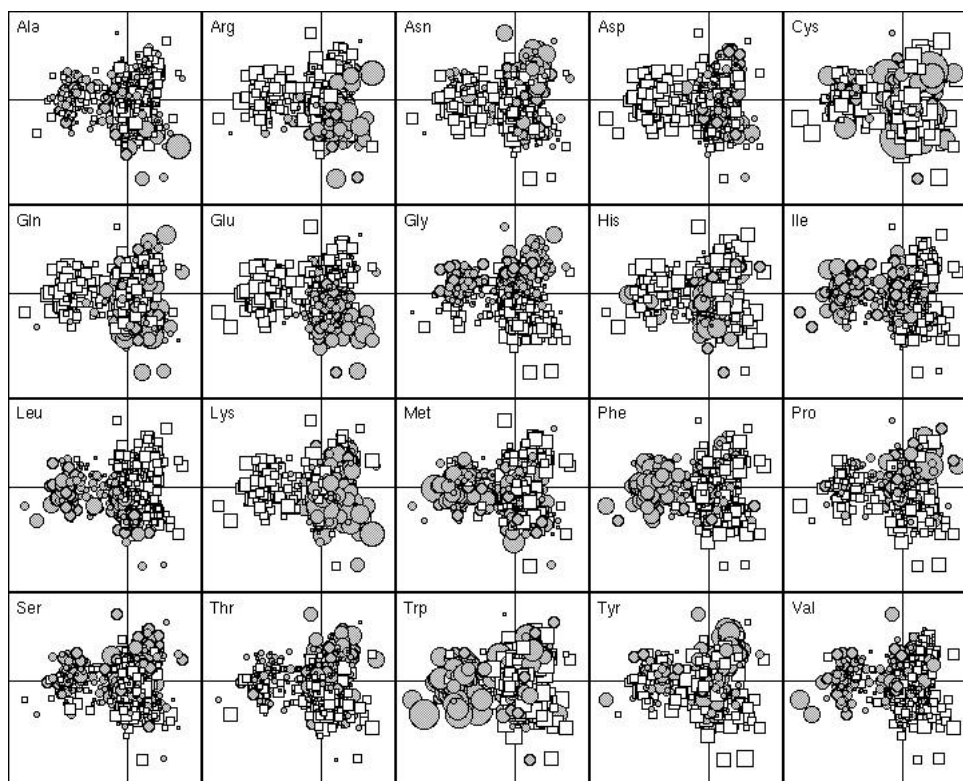 Ala Arg Asn Asp Cys
Gln Glu Gly His Ile
Leu Lys Met Phe Pro
Ser Thr Trp Tyr Val